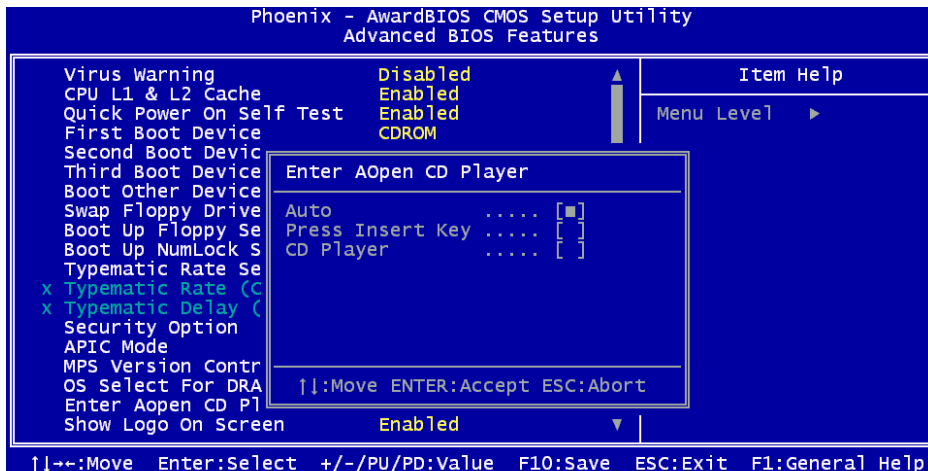 Phoenix - AwardBIOS CMOS Setup Utility
Advanced BIOS Features
Virus Warning Disabled
CPU L1 & L2 Cache Enabled
Quick Power On Self Test Enabled
First Boot Device CDROM
Second Boot Devic
Third Boot Device
Boot Other Device
Swap Floppy Drive
Boot Up Floppy Se
Boot Up NumLock S
Typematic Rate Se
x Typematic Rate (C
x Typematic Delay (
Security Option
APIC Mode
MPS Version Contr
OS Select For DRA
Enter Aopen CD Pl
Show Logo On Screen Enabled
Enter AOpen CD Player
Auto ..... [■]
Press Insert Key ..... [ ]
CD Player ..... [ ]
↑↓:Move ENTER:Accept ESC:Abort
Item Help
Menu Level ▶
↑↓→←:Move Enter:Select +/-/PU/PD:Value F10:Save ESC:Exit F1:General Help